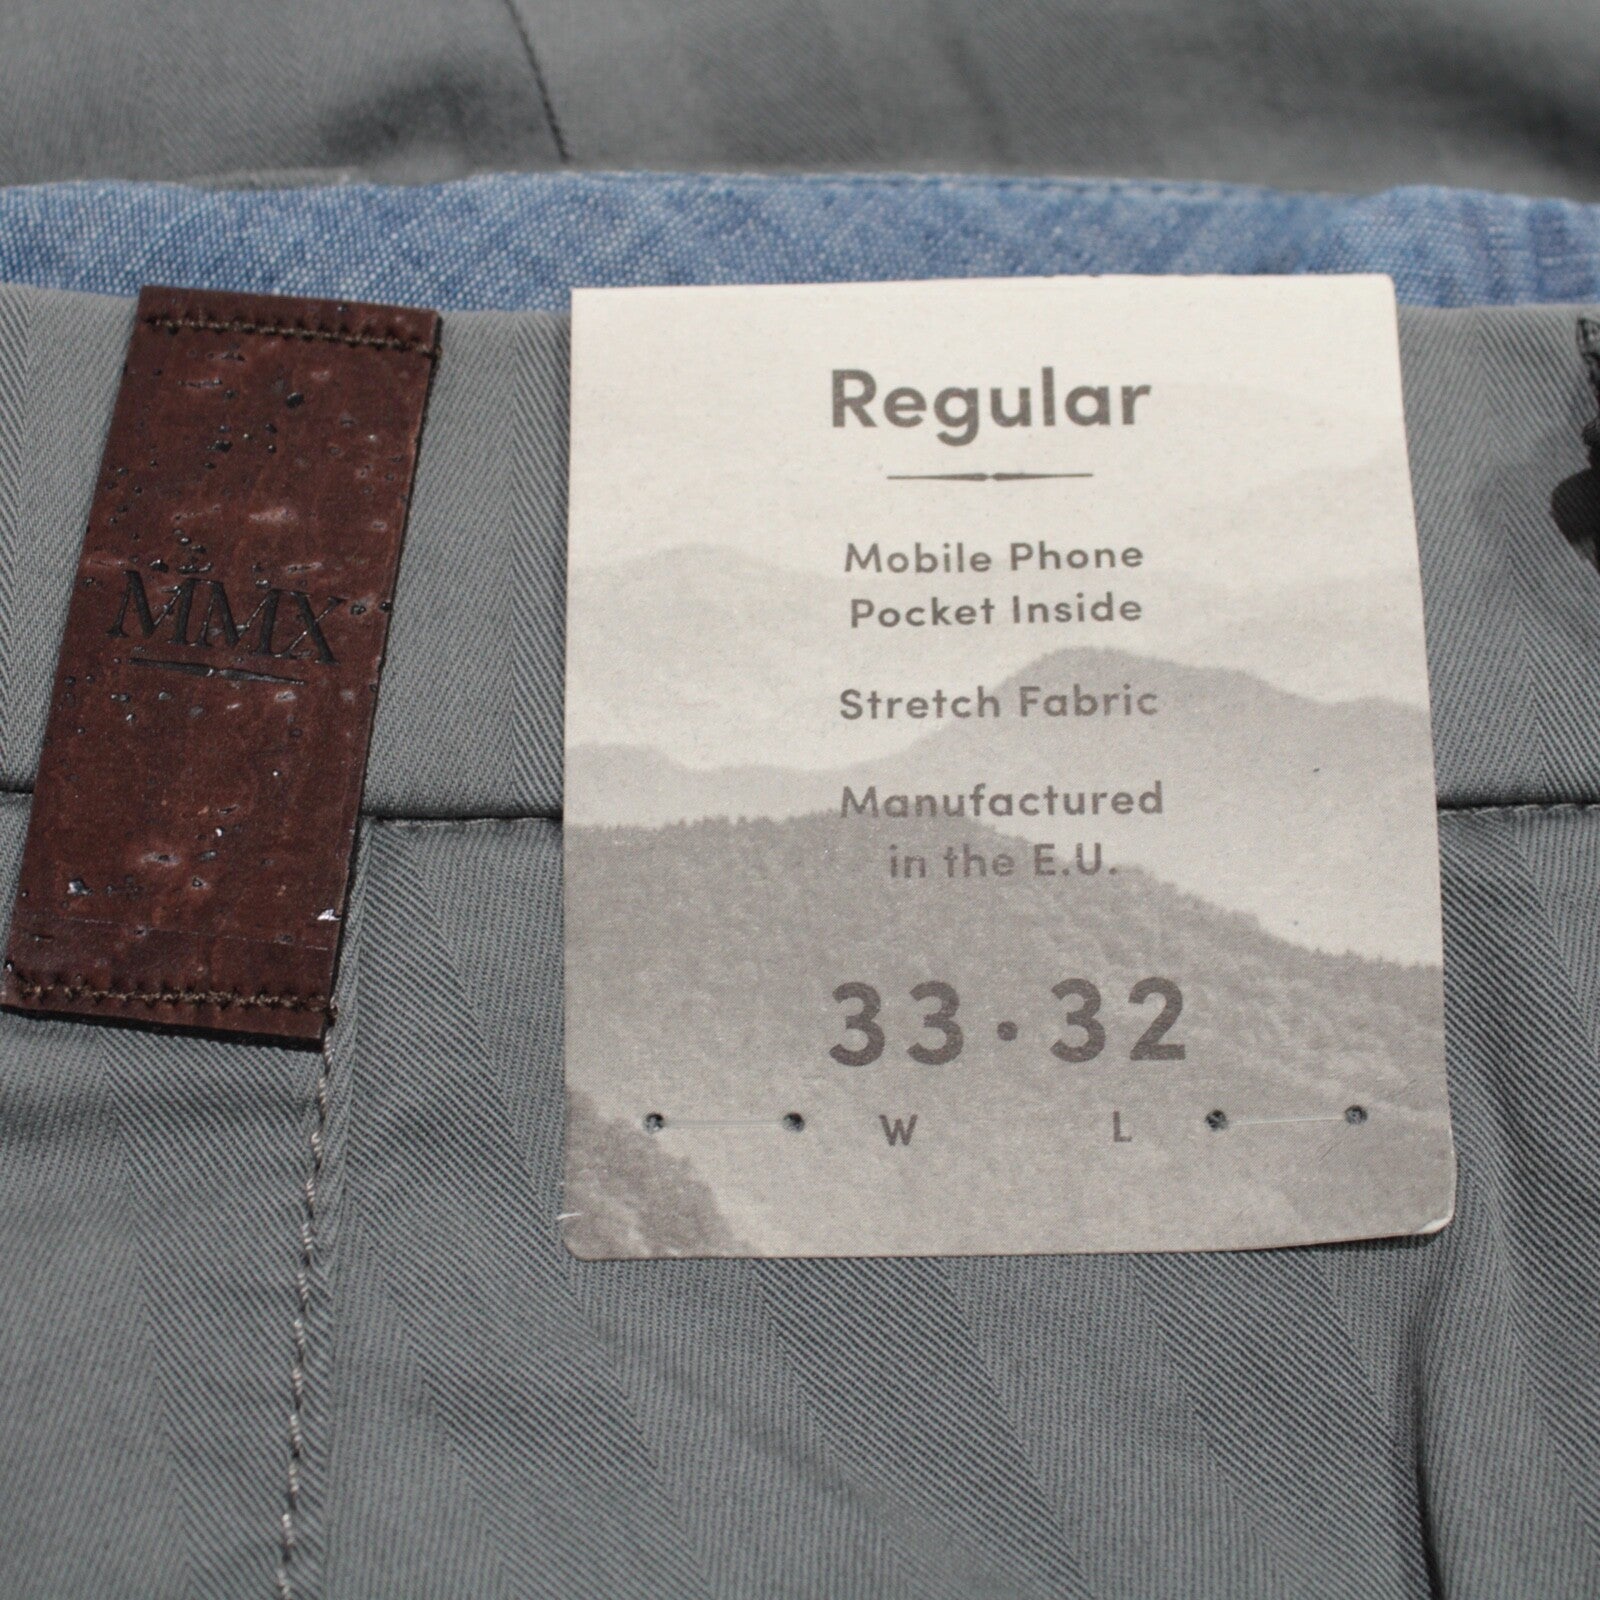 MMX
Regular
Mobile Phone
Pocket Inside
Stretch Fabric
Manufactured
in the E.U.
33 • 32
W L